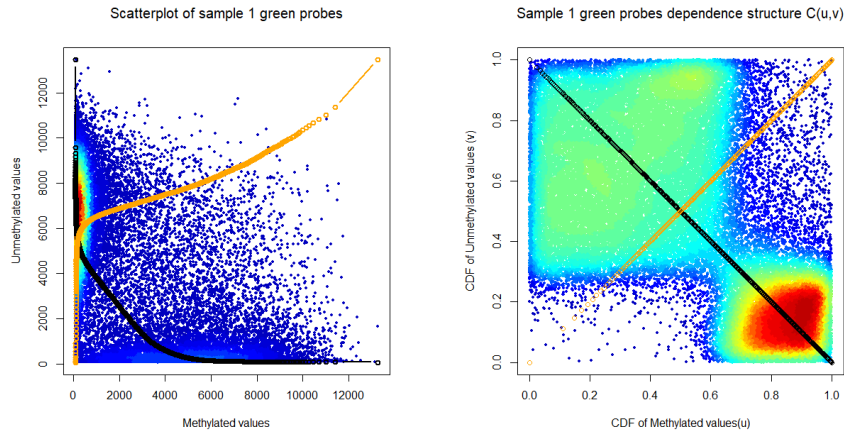 Scatterplot of sample 1 green probes
Unmethylated values
12000
10000
8000
6000
4000
2000
0
0 2000 4000 6000 8000 10000 12000
Methylated values
Sample 1 green probes dependence structure C(u,v)
CDF of Unmethylated values (v)
1.0
0.8
0.6
0.4
0.2
0.0
0.0 0.2 0.4 0.6 0.8 1.0
CDF of Methylated values(u)